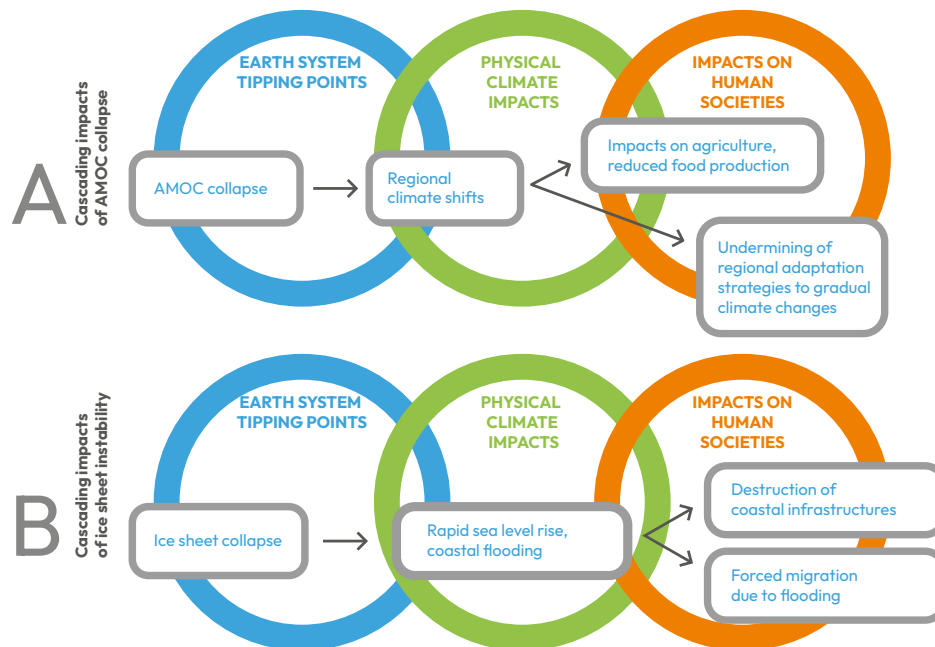 A
Cascading impacts
of AMOC collapse
EARTH SYSTEM
TIPPING POINTS
PHYSICAL
CLIMATE
IMPACTS
IMPACTS ON
HUMAN
SOCIETIES
AMOC collapse
Regional
climate shifts
Impacts on agriculture,
reduced food production
Undermining of
regional adaptation
strategies to gradual
climate changes
B
Cascading impacts
of ice sheet instability
EARTH SYSTEM
TIPPING POINTS
PHYSICAL
CLIMATE
IMPACTS
IMPACTS ON
HUMAN
SOCIETIES
Ice sheet collapse
Rapid sea level rise,
coastal flooding
Destruction of
coastal infrastructures
Forced migration
due to flooding